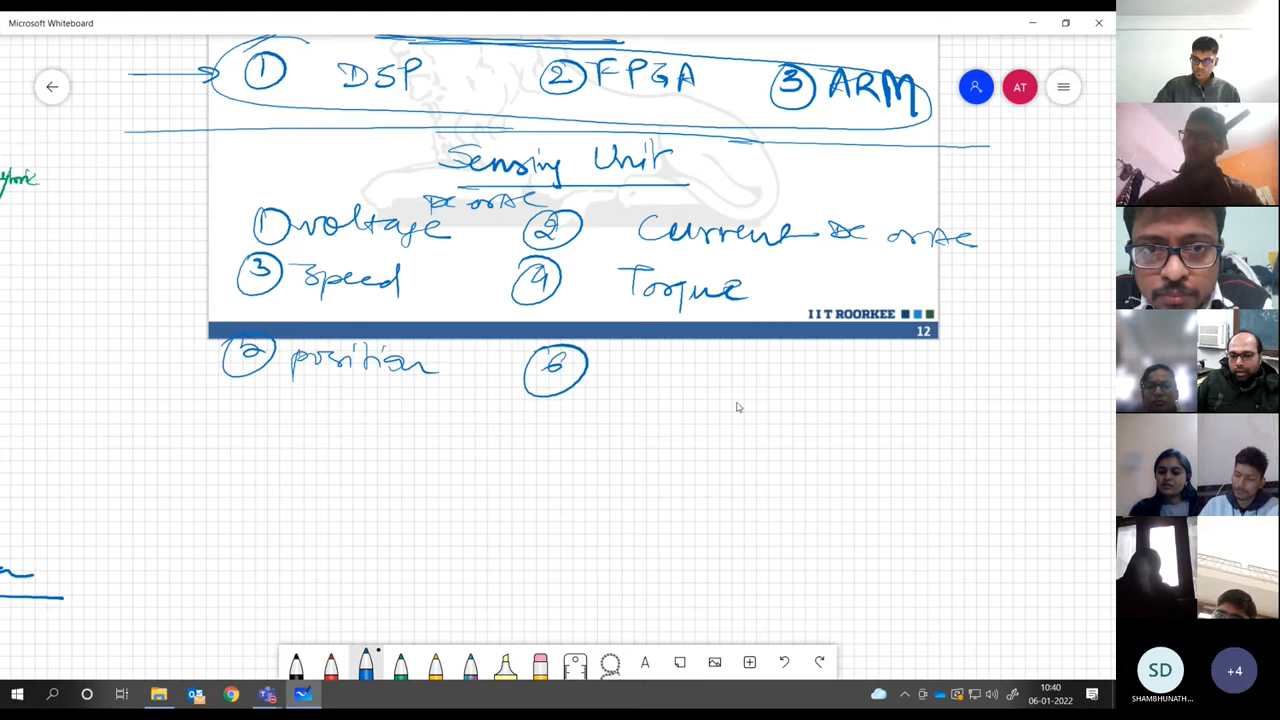 Microsoft Whiteboard
① DSP ② FPGA ③ ARM
Sensing Unit
DC or AC
① voltage ② Current DC or AC
③ Speed ④ Torque
IIT ROORKEE
12
⑤ position ⑥
AT
SD
SHAMBHUNATH...
+4
10:40
06-01-2022